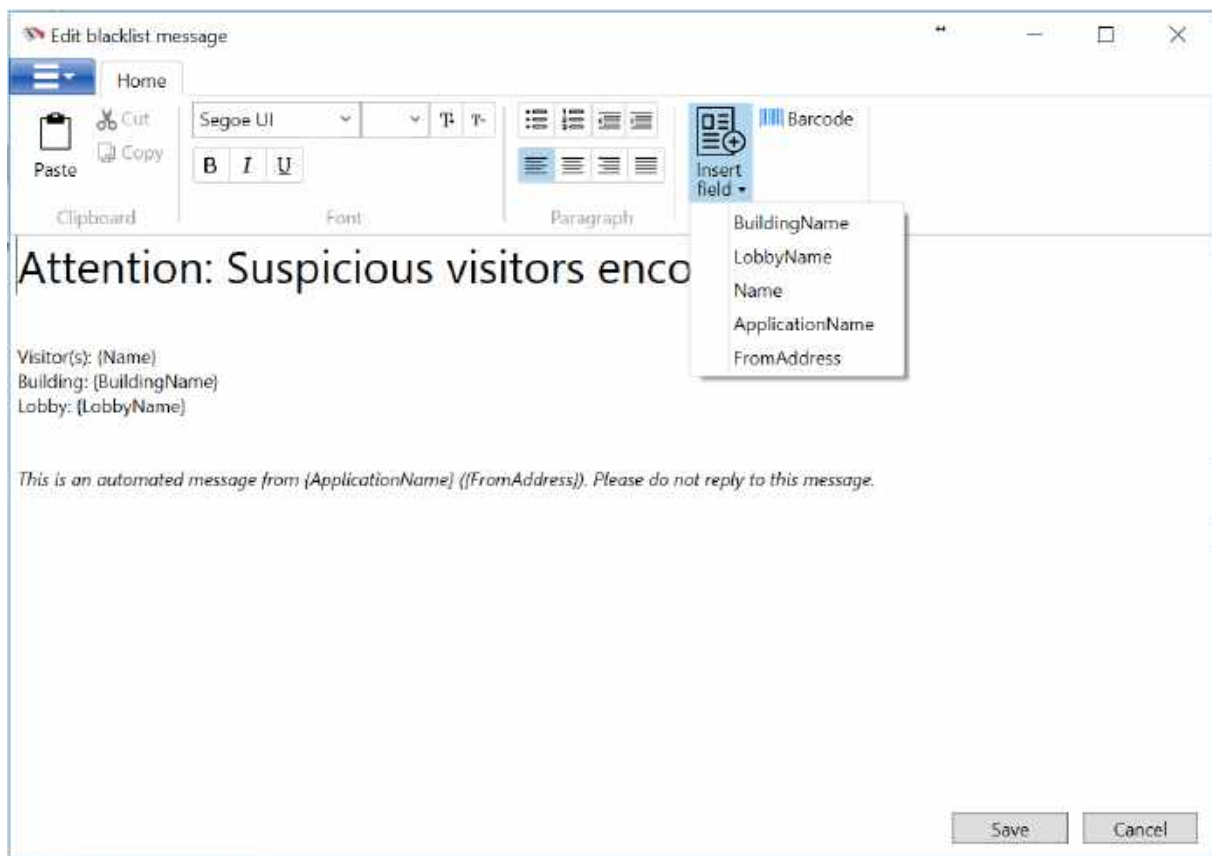 Edit blacklist message
Home
Paste
Cut
Copy
Clipboard
Segoe UI
B I U
Font
Paragraph
Insert field
Barcode
BuildingName
LobbyName
Name
ApplicationName
FromAddress
Attention: Suspicious visitors enco
Visitor(s): {Name}
Building: {BuildingName}
Lobby: {LobbyName}
This is an automated message from {ApplicationName} ({FromAddress}). Please do not reply to this message.
Save
Cancel